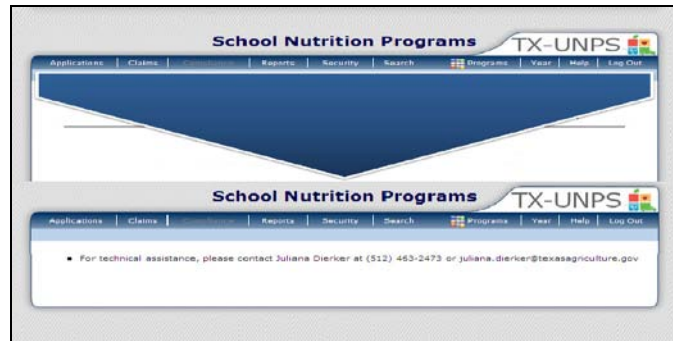 School Nutrition Programs TX-UNPS
Applications | Claims | Compliance | Reports | Security | Search Programs | Year | Help | Log Out
School Nutrition Programs TX-UNPS
Applications | Claims | Reports | Security | Search Programs | Year | Help | Log Out
• For technical assistance, please contact Juliana Dierker at (512) 463-2473 or juliana.dierker@texasagriculture.gov